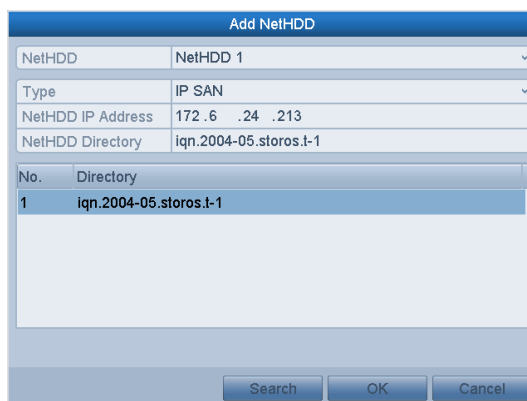 Add NetHDD
NetHDD NetHDD 1
Type IP SAN
NetHDD IP Address 172 .6 .24 .213
NetHDD Directory iqn.2004-05.storos.t-1
No. Directory
1 iqn.2004-05.storos.t-1
Search OK Cancel